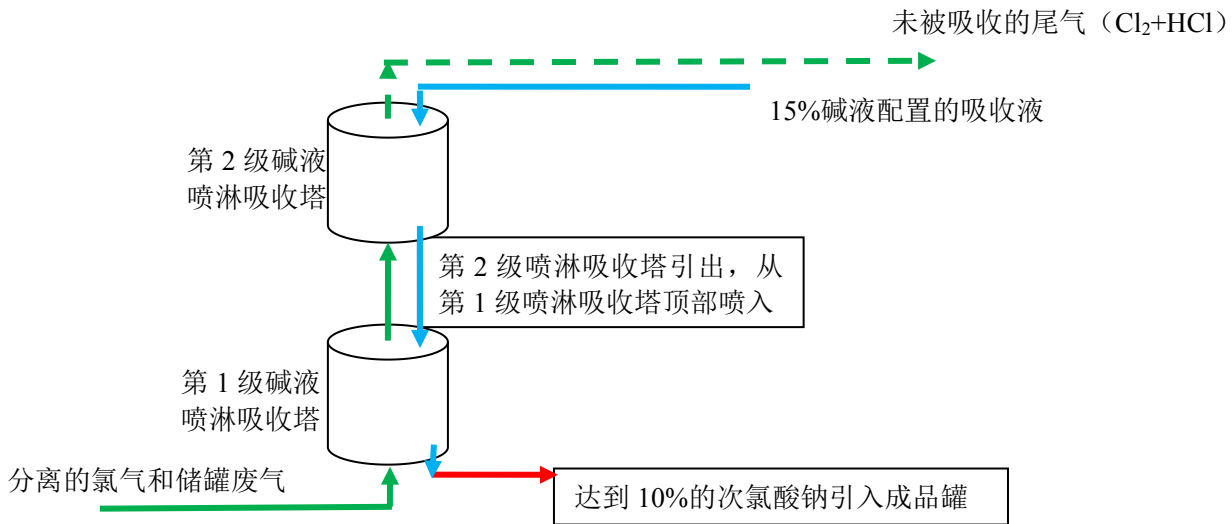 未被吸收的尾气（Cl₂+HCl）
15%碱液配置的吸收液
第 2 级碱液
喷淋吸收塔
第 2 级喷淋吸收塔引出，从
第 1 级喷淋吸收塔顶部喷入
第 1 级碱液
喷淋吸收塔
分离的氯气和储罐废气
达到 10%的次氯酸钠引入成品罐